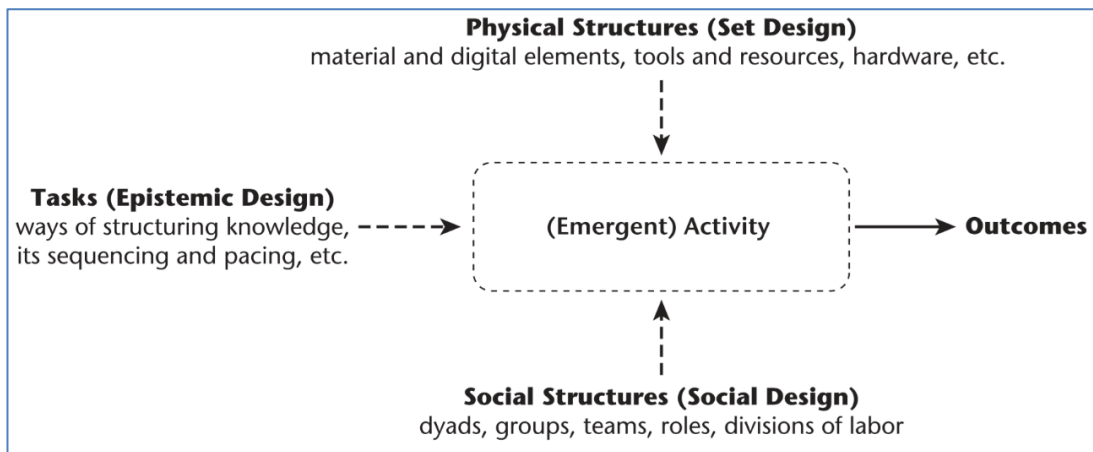 Physical Structures (Set Design)
material and digital elements, tools and resources, hardware, etc.
Tasks (Epistemic Design)
ways of structuring knowledge,
its sequencing and pacing, etc.
(Emergent) Activity
Outcomes
Social Structures (Social Design)
dyads, groups, teams, roles, divisions of labor